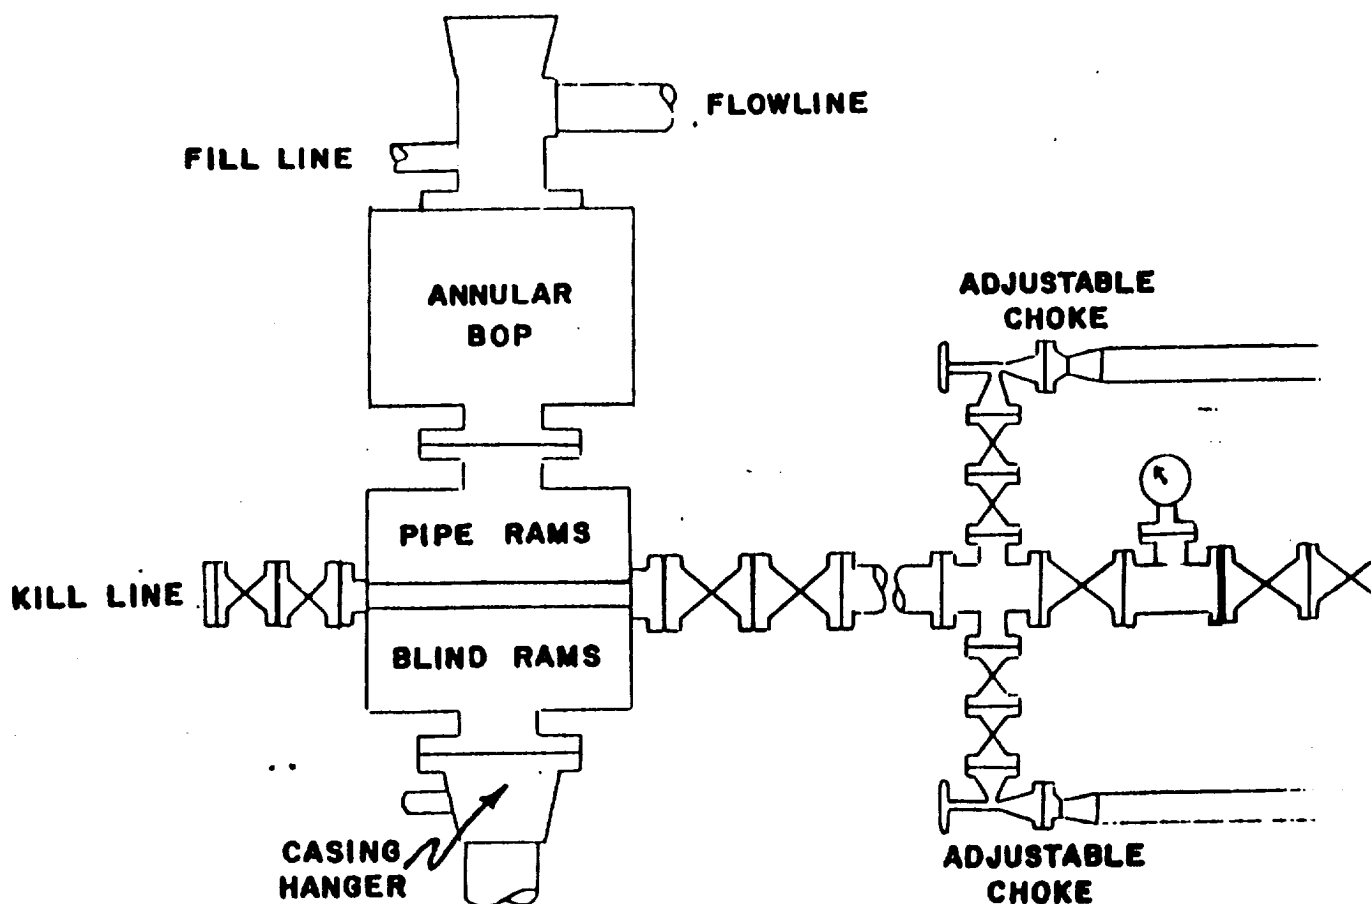 FLOWLINE
FILL LINE
ANNULAR
BOP
ADJUSTABLE
CHOKE
PIPE RAMS
KILL LINE
BLIND RAMS
CASING
HANGER
ADJUSTABLE
CHOKE